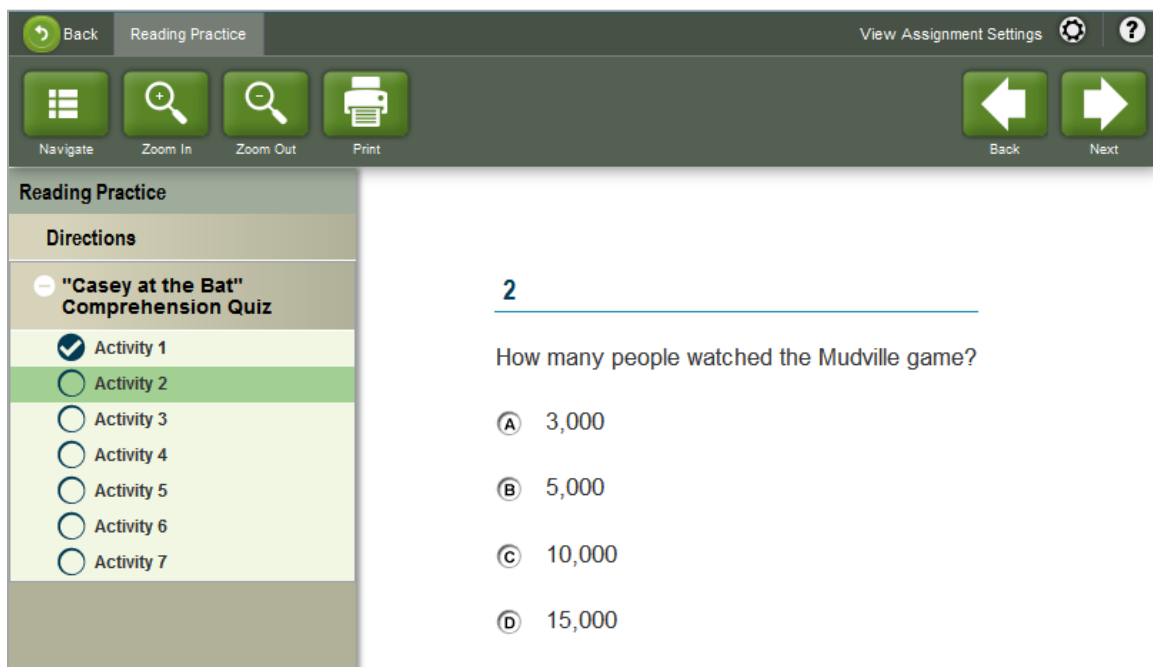 Back Reading Practice View Assignment Settings ?
Navigate Zoom In Zoom Out Print Back Next
Reading Practice
Directions
"Casey at the Bat"
Comprehension Quiz
Activity 1
Activity 2
Activity 3
Activity 4
Activity 5
Activity 6
Activity 7
2
How many people watched the Mudville game?
A 3,000
B 5,000
C 10,000
D 15,000